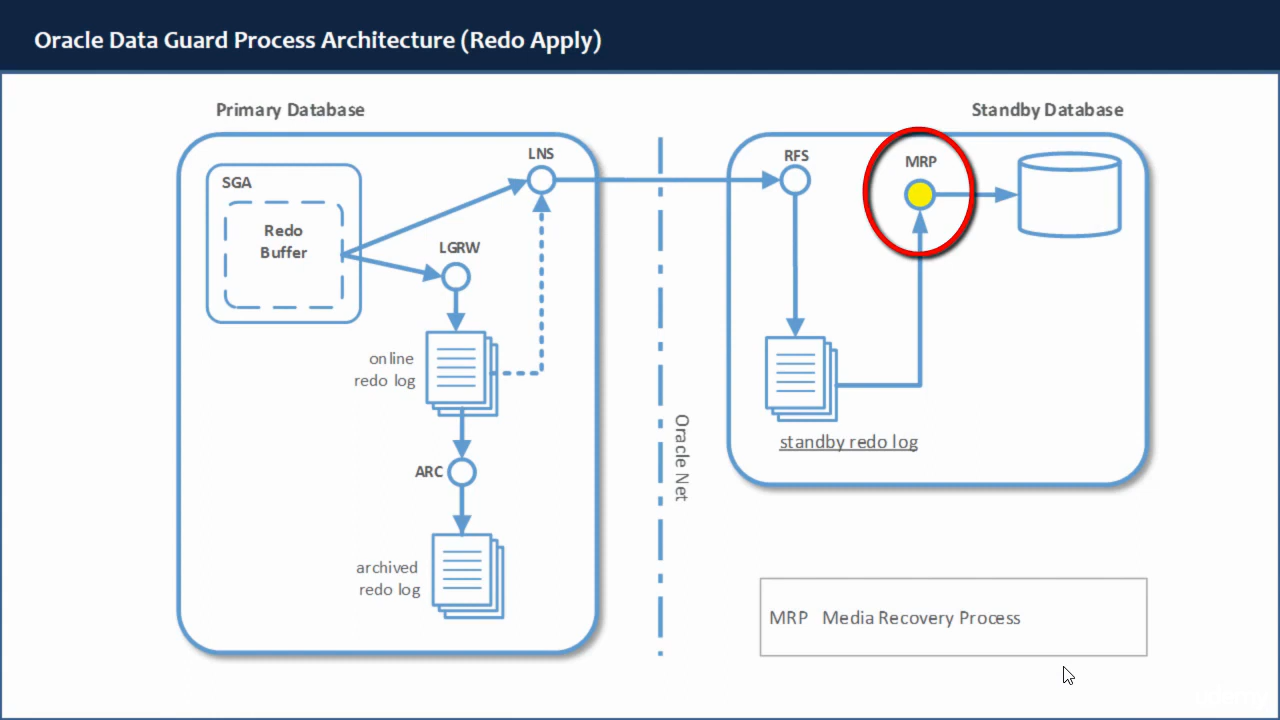 Oracle Data Guard Process Architecture (Redo Apply)
Primary Database
Standby Database
SGA
Redo
Buffer
LNS
LGRW
online
redo log
ARC
archived
redo log
Oracle Net
RFS
MRP
standby redo log
MRP Media Recovery Process